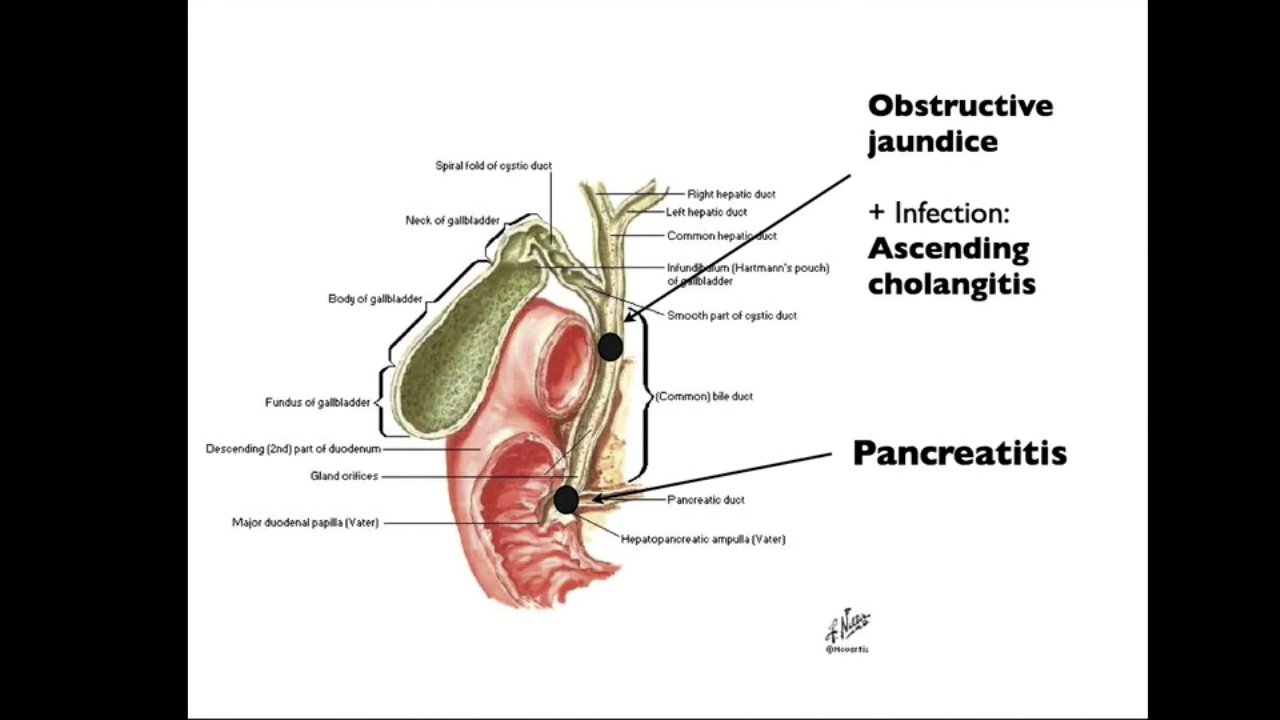 Obstructive
jaundice
+ Infection:
Ascending
cholangitis
Spiral fold of cystic duct
Right hepatic duct
Left hepatic duct
Neck of gallbladder
Common hepatic duct
Infundibulum (Hartmann's pouch)
of gallbladder
Body of gallbladder
Smooth part of cystic duct
(Common) bile duct
Fundus of gallbladder
Descending (2nd) part of duodenum
Pancreatitis
Gland orifices
Pancreatic duct
Major duodenal papilla (Vater)
Hepatopancreatic ampulla (Vater)
F. Netter
©Novartis